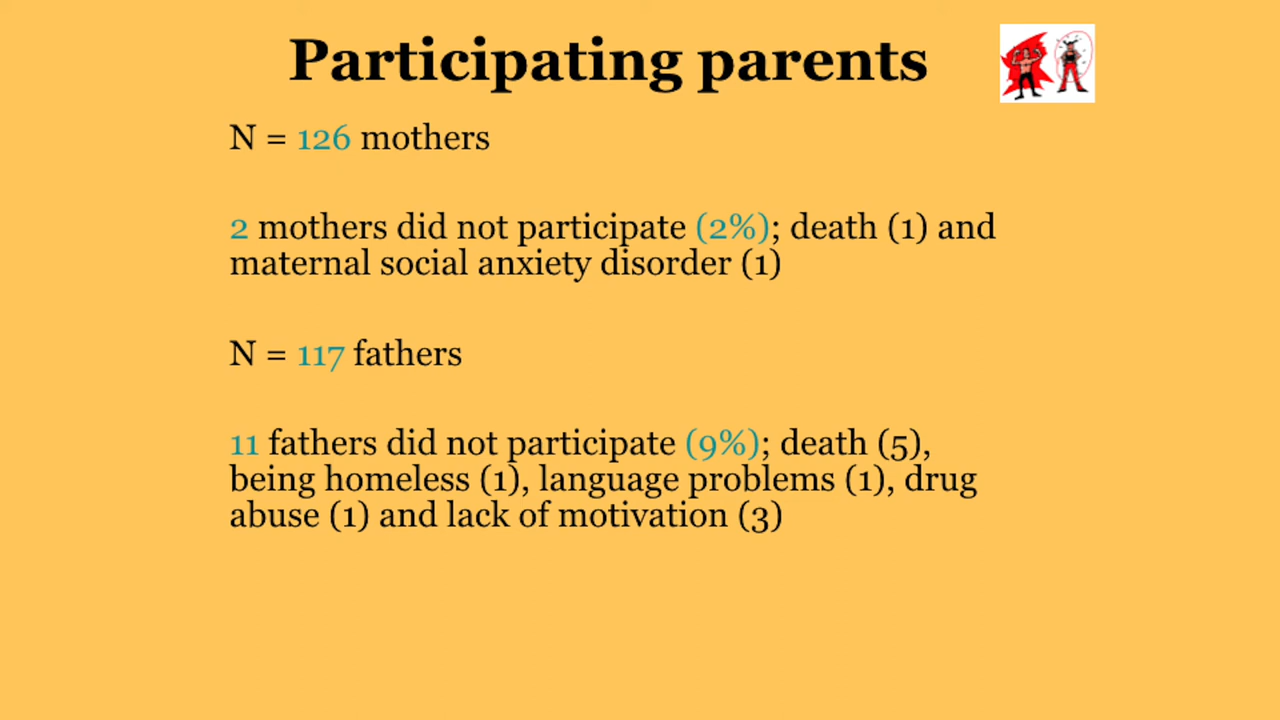 Participating parents
N = 126 mothers
2 mothers did not participate (2%); death (1) and
maternal social anxiety disorder (1)
N = 117 fathers
11 fathers did not participate (9%); death (5),
being homeless (1), language problems (1), drug
abuse (1) and lack of motivation (3)